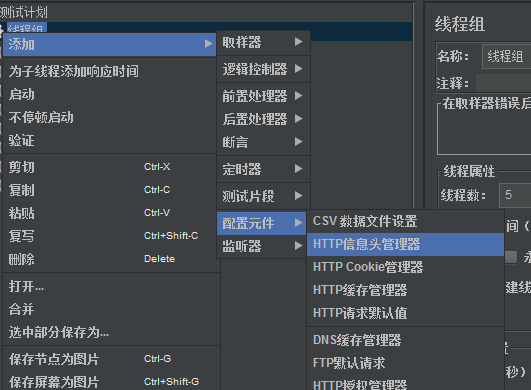 测试计划
线程组
添加
为子线程添加响应时间
启动
不停顿启动
验证
剪切 Ctrl-X
复制 Ctrl-C
粘贴 Ctrl-V
复写 Ctrl+Shift-C
删除 Delete
打开...
合并
选中部分保存为...
保存节点为图片 Ctrl-G
保存屏幕为图片 Ctrl+Shift-G
取样器
逻辑控制器
前置处理器
后置处理器
断言
定时器
测试片段
配置元件
监听器
CSV 数据文件设置
HTTP信息头管理器
HTTP Cookie管理器
HTTP缓存管理器
HTTP请求默认值
DNS缓存管理器
FTP默认请求
HTTP授权管理器
线程组
名称： 线程组
注释：
在取样器错误后
线程属性
线程数： 5
间（
永
建线
秒）